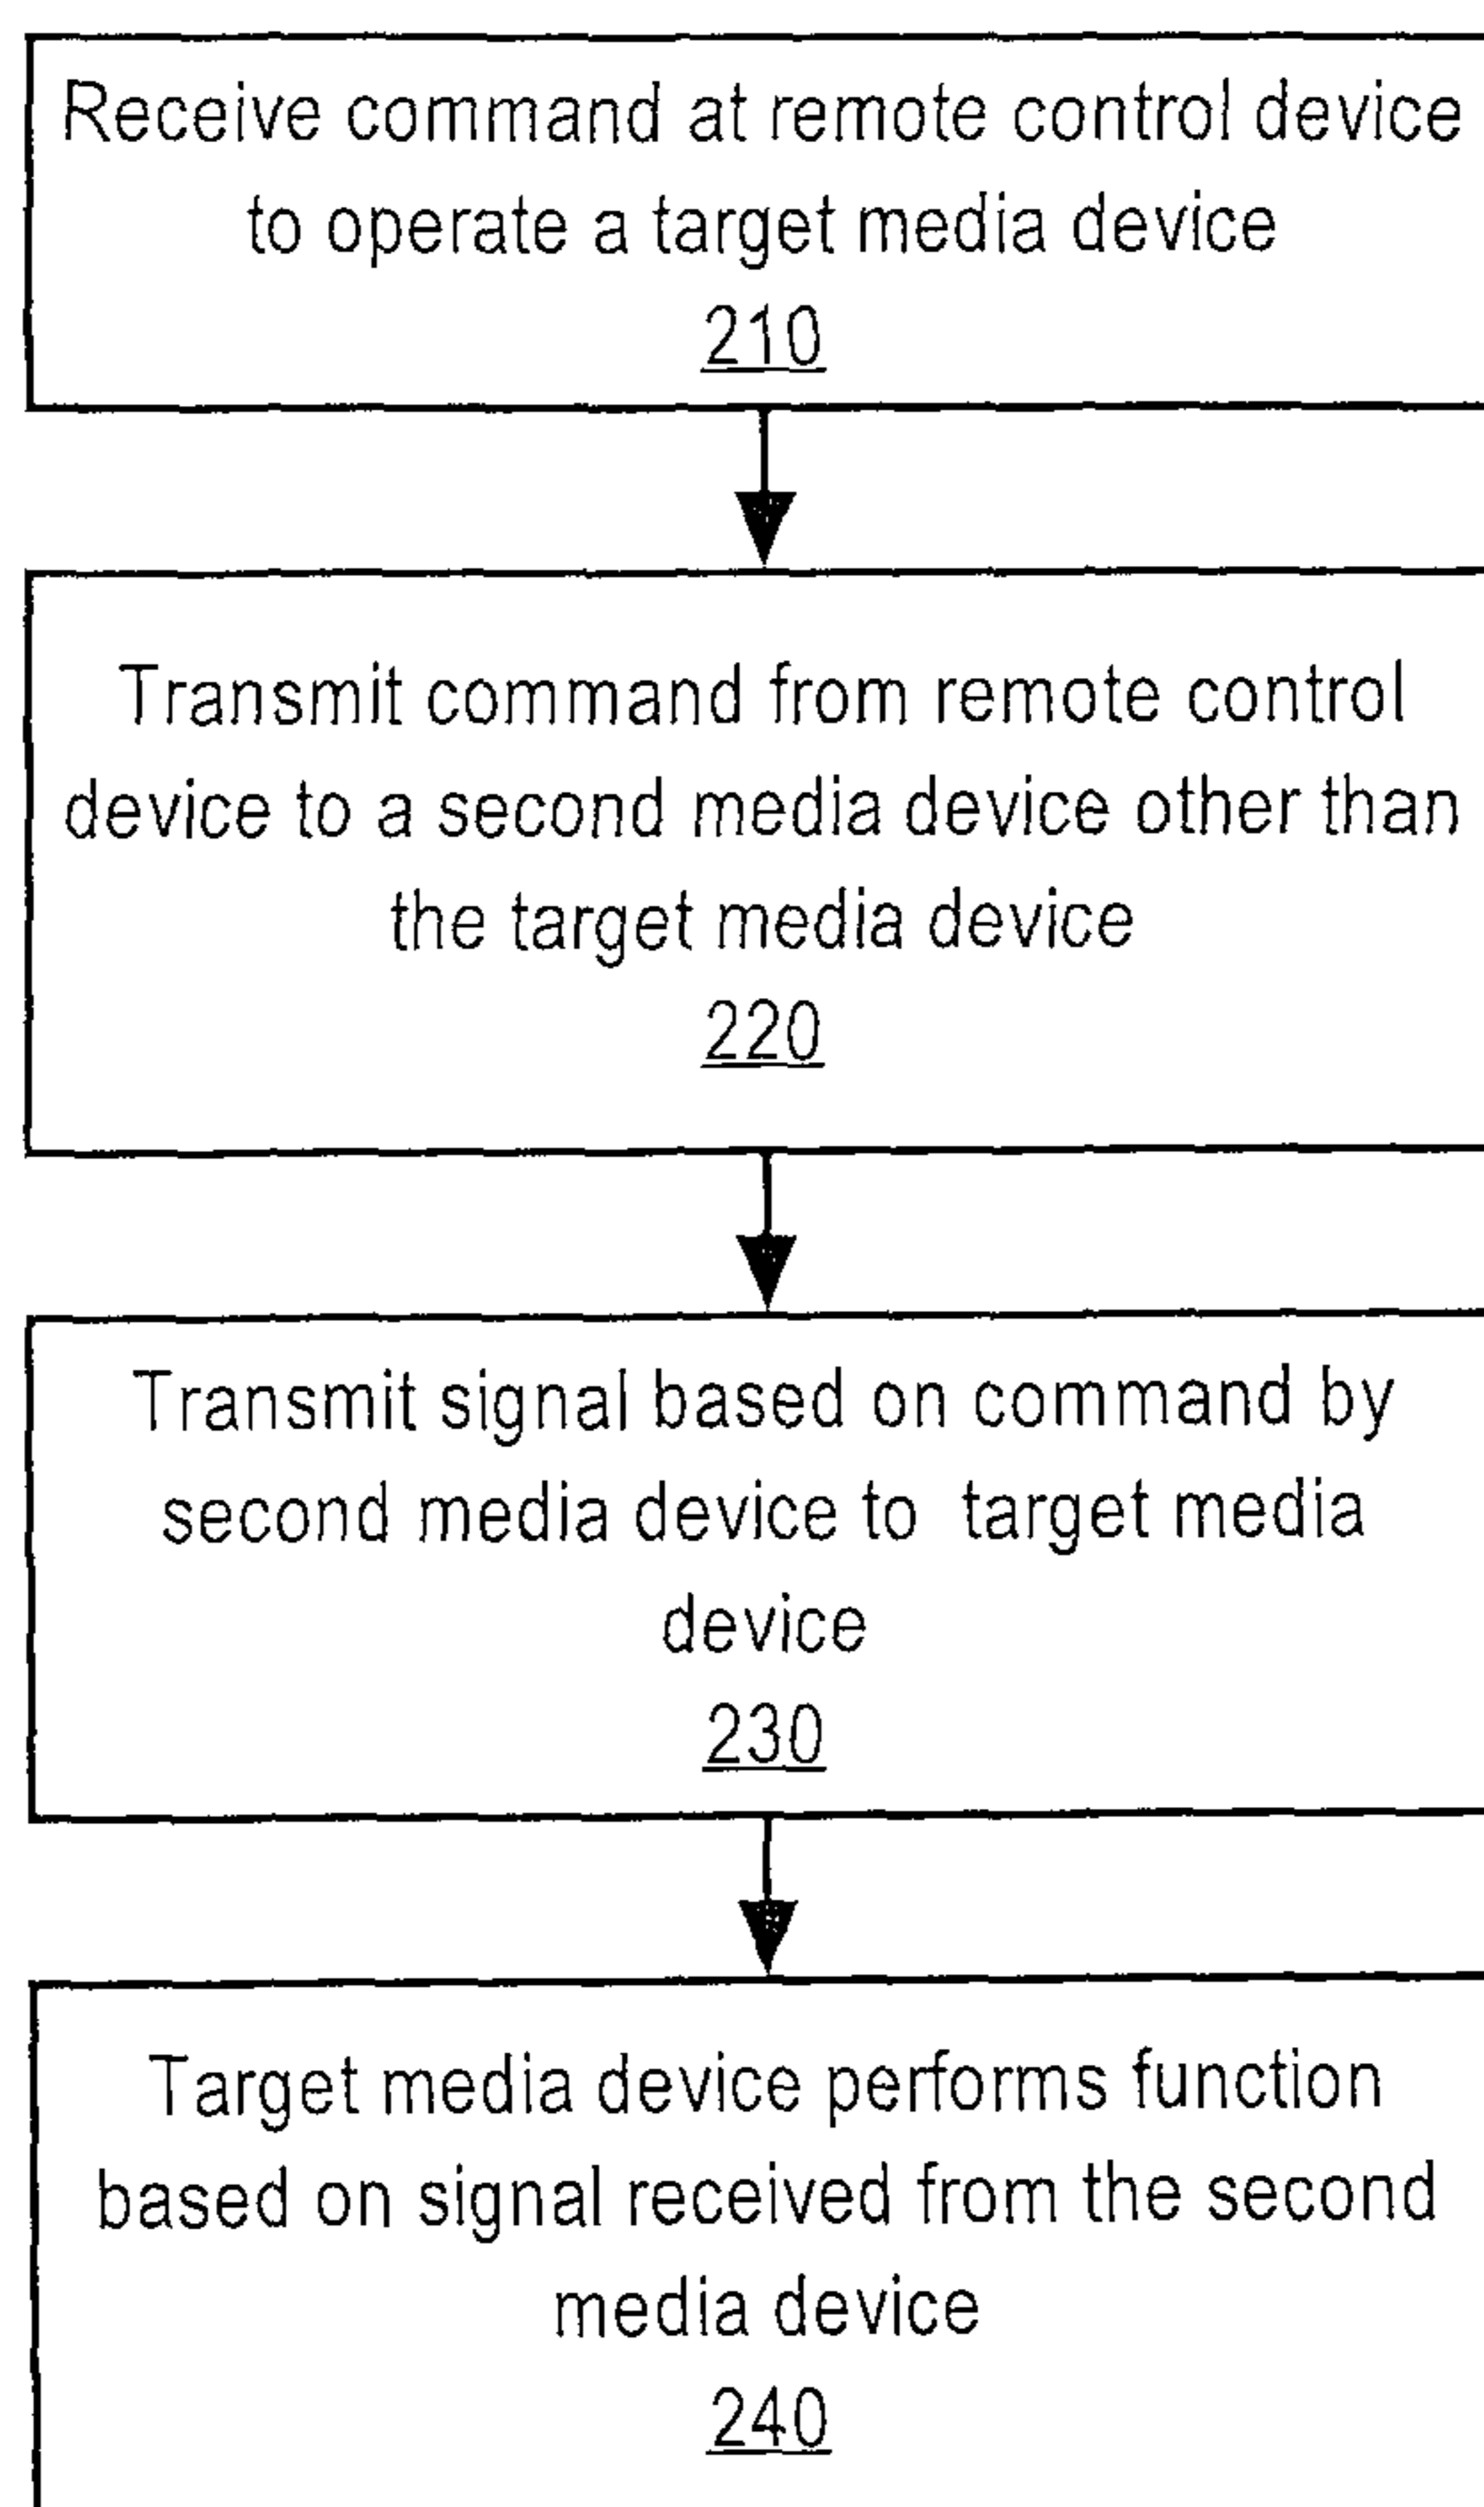 Receive command at remote control device
to operate a target media device
210
Transmit command from remote control
device to a second media device other than
the target media device
220
Transmit signal based on command by
second media device to target media
device
230
Target media device performs function
based on signal received from the second
media device
240